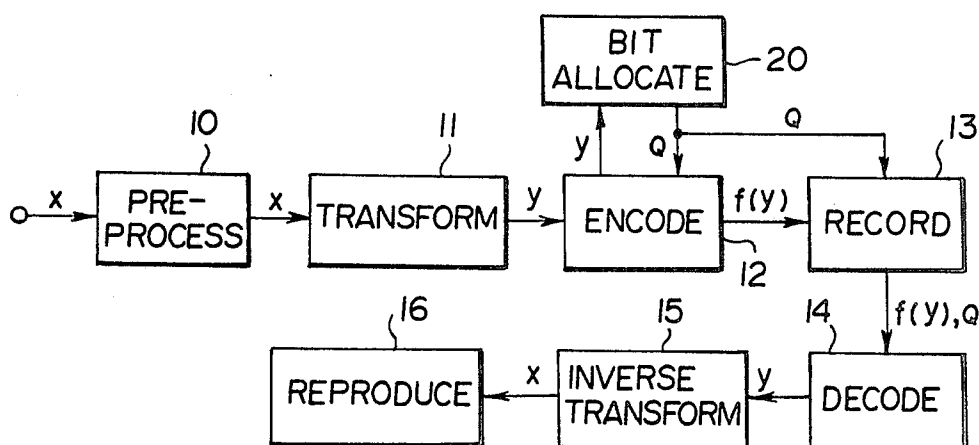 BIT
ALLOCATE
20
10
11
y
Q
Q
13
x
PRE-
PROCESS
x
TRANSFORM
y
ENCODE
f(y)
RECORD
12
16
15
14
f(y),Q
REPRODUCE
x
INVERSE
TRANSFORM
y
DECODE